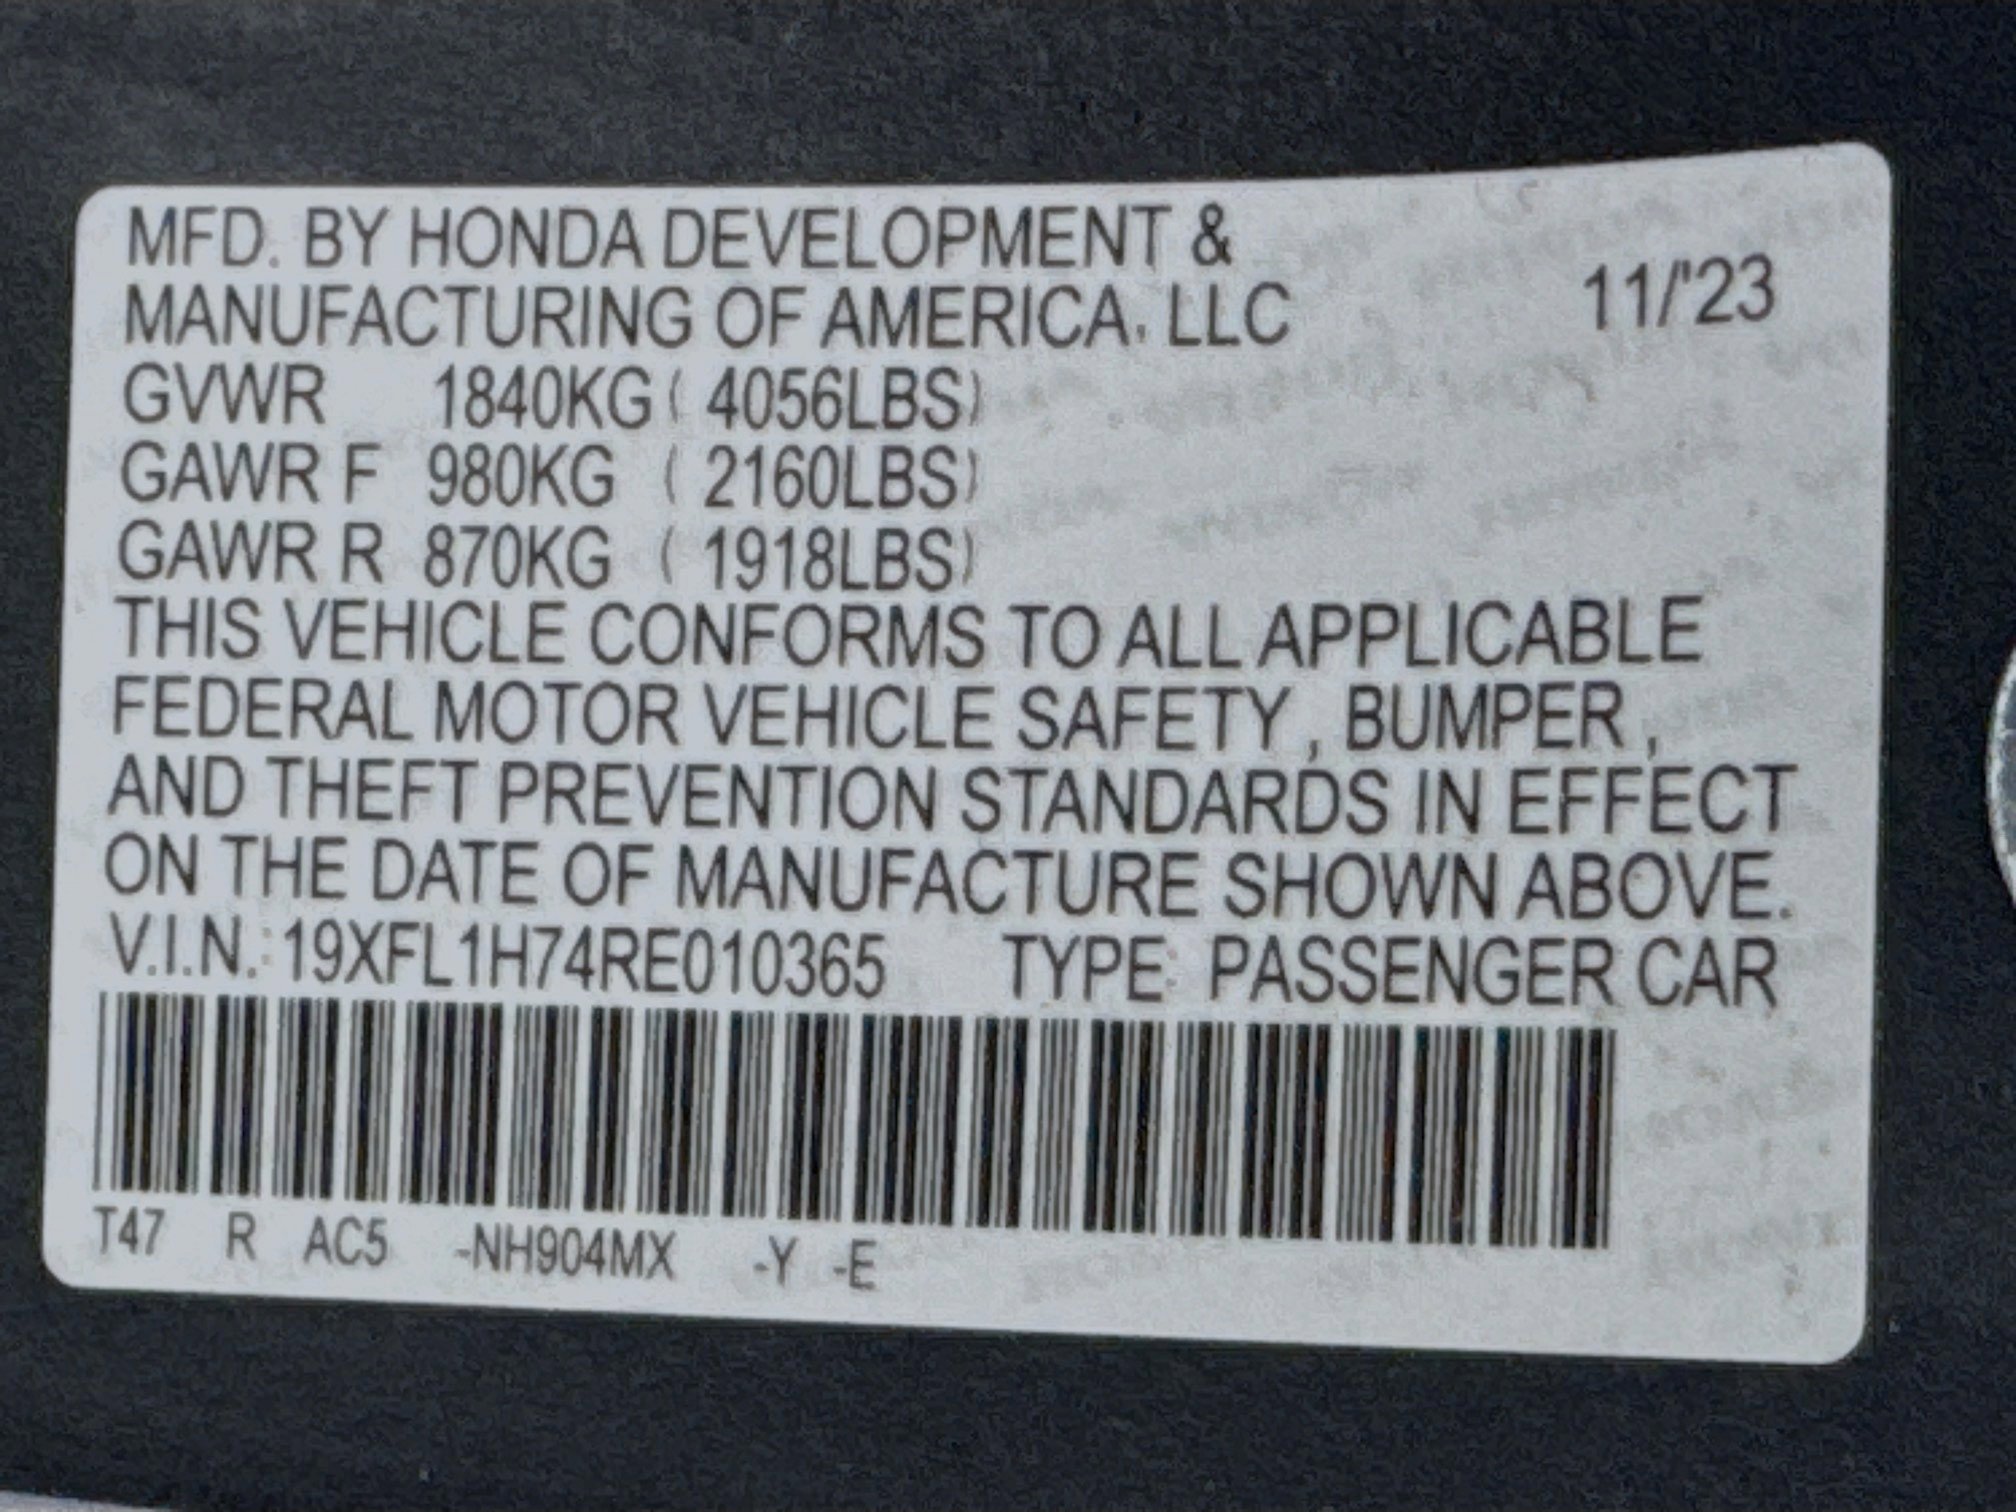 MFD. BY HONDA DEVELOPMENT &
MANUFACTURING OF AMERICA, LLC 11/'23
GVWR 1840KG ( 4056LBS)
GAWR F 980KG ( 2160LBS)
GAWR R 870KG ( 1918LBS)
THIS VEHICLE CONFORMS TO ALL APPLICABLE
FEDERAL MOTOR VEHICLE SAFETY , BUMPER ,
AND THEFT PREVENTION STANDARDS IN EFFECT
ON THE DATE OF MANUFACTURE SHOWN ABOVE.
V.I.N.: 19XFL1H74RE010365 TYPE: PASSENGER CAR
T47 R AC5 -NH904MX -Y -E